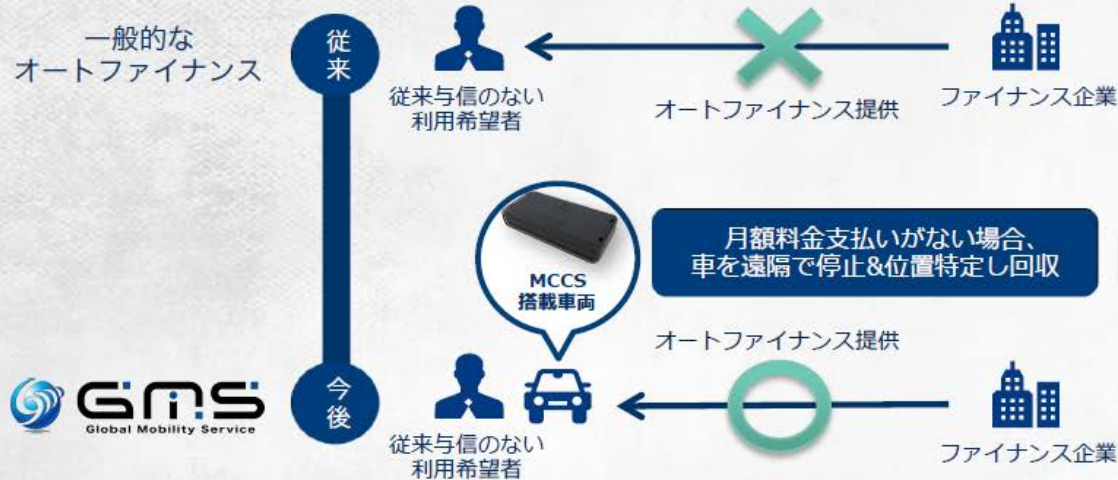 一般的な
オートファイナンス
従来
従来与信のない
利用希望者
オートファイナンス提供
ファイナンス企業
MCCS
搭載車両
月額料金支払いがない場合、
車を遠隔で停止&位置特定し回収
オートファイナンス提供
GMS
Global Mobility Service
今後
従来与信のない
利用希望者
ファイナンス企業